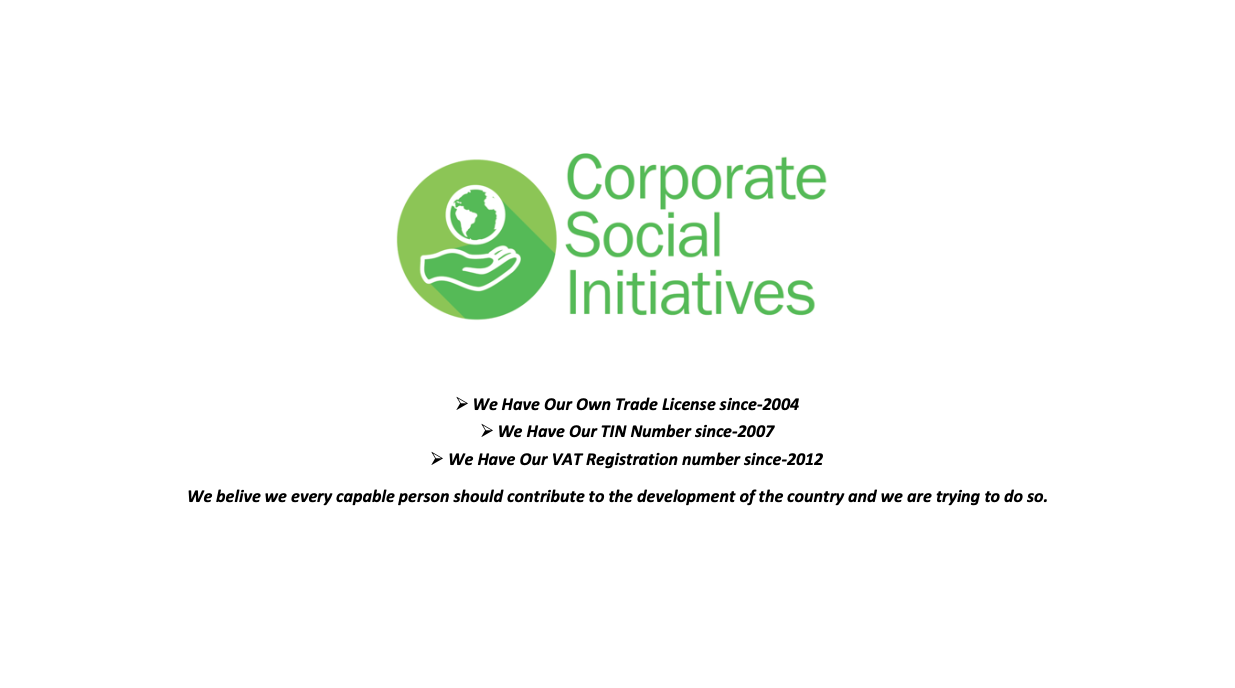 Corporate
Social
Initiatives
➢ We Have Our Own Trade License since-2004
➢ We Have Our TIN Number since-2007
➢ We Have Our VAT Registration number since-2012
We belive we every capable person should contribute to the development of the country and we are trying to do so.